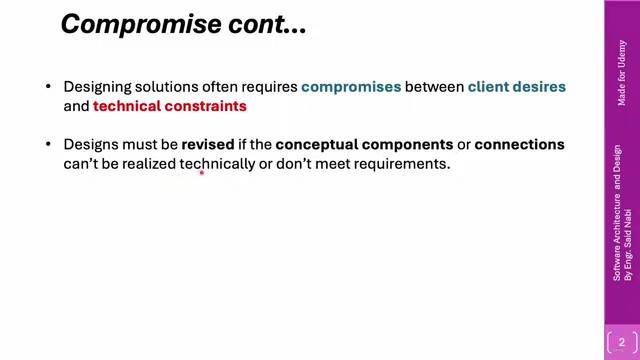 Compromise cont...
• Designing solutions often requires compromises between client desires
and technical constraints
• Designs must be revised if the conceptual components or connections
can't be realized technically or don't meet requirements.
Made for Udemy
Software Architecture and Design
By Engr. Said Nabi
2